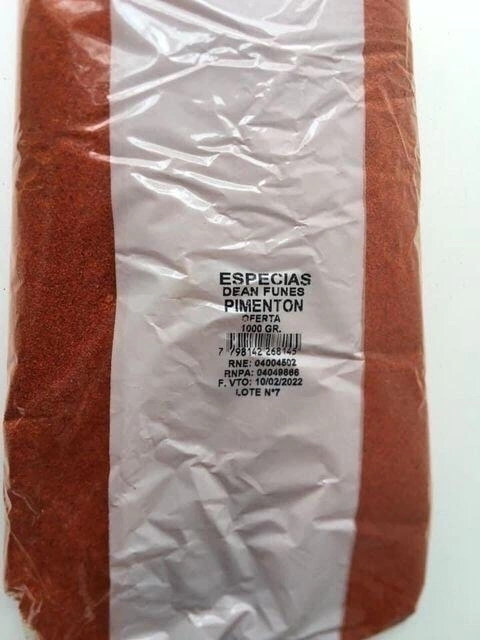 ESPECIAS
DEAN FUNES
PIMENTON
OFERTA
1000 GR.
7 798142 268145
RNE: 04004502
RNPA: 04049866
F. VTO: 10/02/2022
LOTE N°7